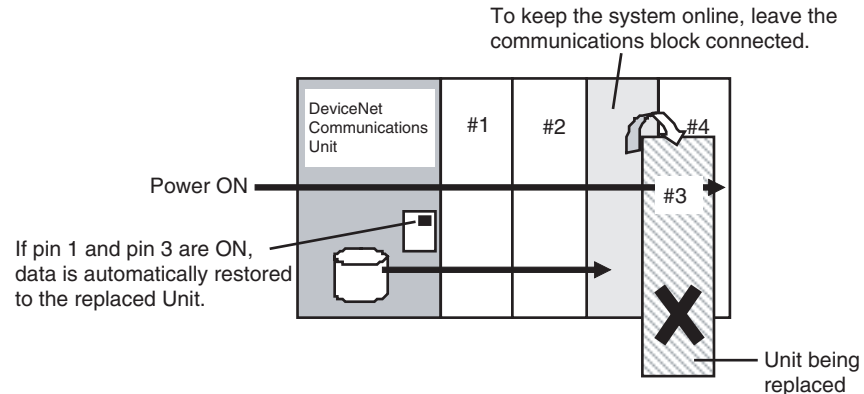 To keep the system online, leave the
communications block connected.
DeviceNet
Communications
Unit
#1
#2
#4
Power ON
#3
If pin 1 and pin 3 are ON,
data is automatically restored
to the replaced Unit.
Unit being
replaced